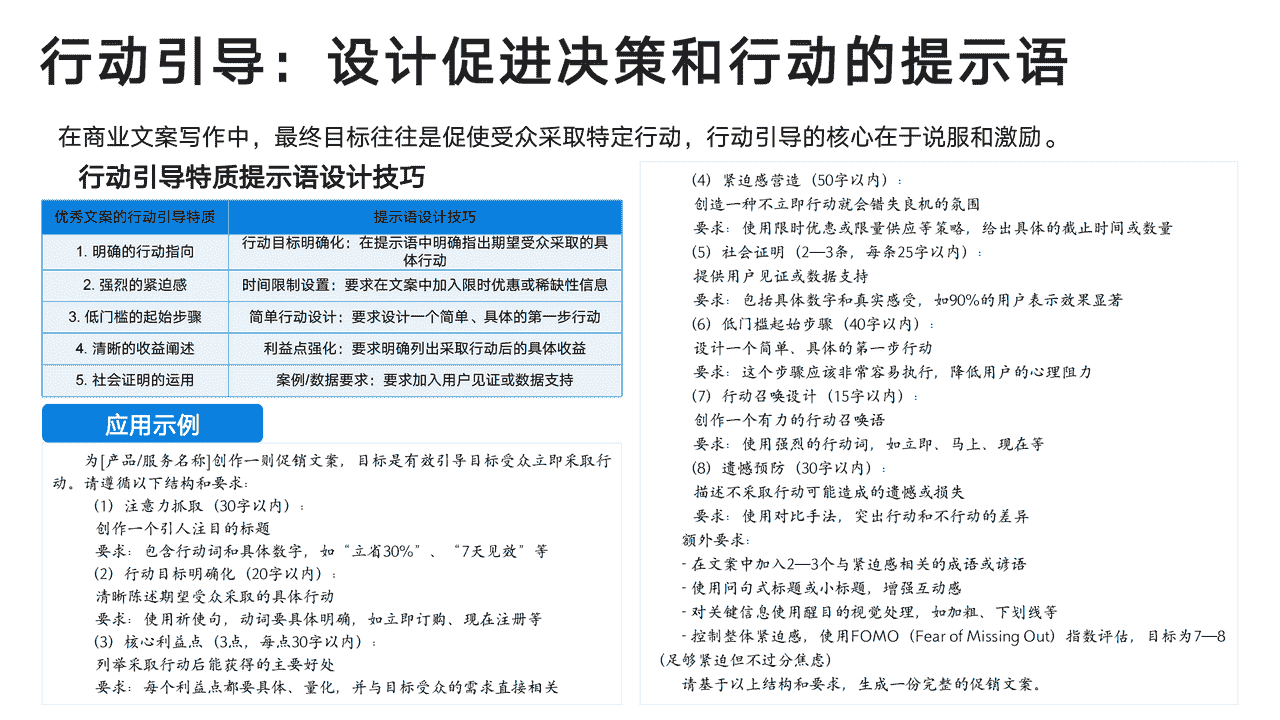 行动引导：设计促进决策和行动的提示语
在商业文案写作中，最终目标往往是促使受众采取特定行动，行动引导的核心在于说服和激励。
行动引导特质提示语设计技巧
优秀文案的行动引导特质 提示语设计技巧
1. 明确的行动指向 行动目标明确化：在提示语中明确指出期望受众采取的具
体行动
2. 强烈的紧迫感 时间限制设置：要求在文案中加入限时优惠或稀缺性信息
3. 低门槛的起始步骤 简单行动设计：要求设计一个简单、具体的第一步行动
4. 清晰的收益阐述 利益点强化：要求明确列出采取行动后的具体收益
5. 社会证明的运用 案例/数据要求：要求加入用户见证或数据支持
应用示例
为[产品/服务名称]创作一则促销文案，目标是有效引导目标受众立即采取行
动。请遵循以下结构和要求：
（1）注意力抓取（30字以内）：
创作一个引人注目的标题
要求：包含行动词和具体数字，如“立省30%”、“7天见效”等
（2）行动目标明确化（20字以内）：
清晰陈述期望受众采取的具体行动
要求：使用祈使句，动词要具体明确，如立即订购、现在注册等
（3）核心利益点（3点，每点30字以内）：
列举采取行动后能获得的主要好处
要求：每个利益点都要具体、量化，并与目标受众的需求直接相关
（4）紧迫感营造（50字以内）：
创造一种不立即行动就会错失良机的氛围
要求：使用限时优惠或限量供应等策略，给出具体的截止时间或数量
（5）社会证明（2—3条，每条25字以内）：
提供用户见证或数据支持
要求：包括具体数字和真实感受，如90%的用户表示效果显著
（6）低门槛起始步骤（40字以内）：
设计一个简单、具体的第一步行动
要求：这个步骤应该非常容易执行，降低用户的心理阻力
（7）行动召唤设计（15字以内）：
创作一个有力的行动召唤语
要求：使用强烈的行动词，如立即、马上、现在等
（8）遗憾预防（30字以内）：
描述不采取行动可能造成的遗憾或损失
要求：使用对比手法，突出行动和不行动的差异
额外要求：
- 在文案中加入2—3个与紧迫感相关的成语或谚语
- 使用问句式标题或小标题，增强互动感
- 对关键信息使用醒目的视觉处理，如加粗、下划线等
- 控制整体紧迫感，使用FOMO（Fear of Missing Out）指数评估，目标为7—8
（足够紧迫但不过分焦虑）
请基于以上结构和要求，生成一份完整的促销文案。